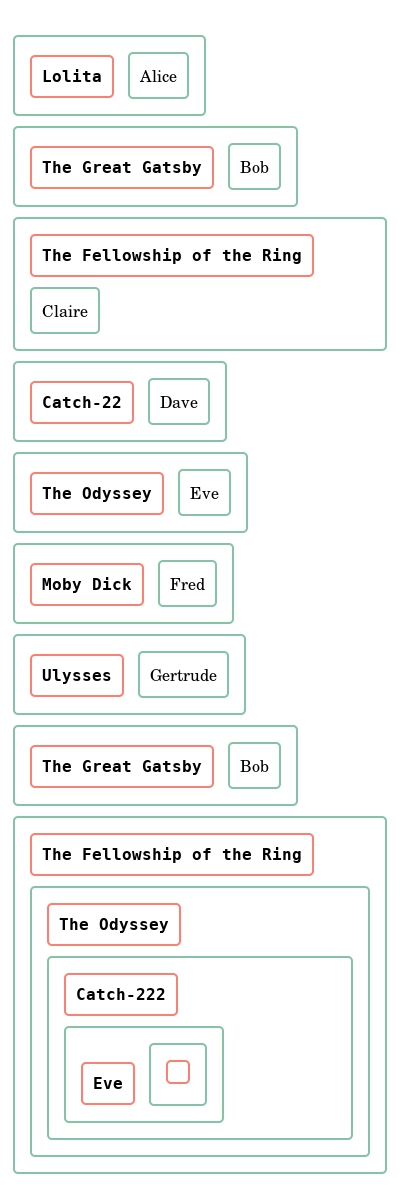 Lolita Alice
The Great Gatsby Bob
The Fellowship of the Ring
Claire
Catch-22 Dave
The Odyssey Eve
Moby Dick Fred
Ulysses Gertrude
The Great Gatsby Bob
The Fellowship of the Ring
The Odyssey
Catch-222
Eve